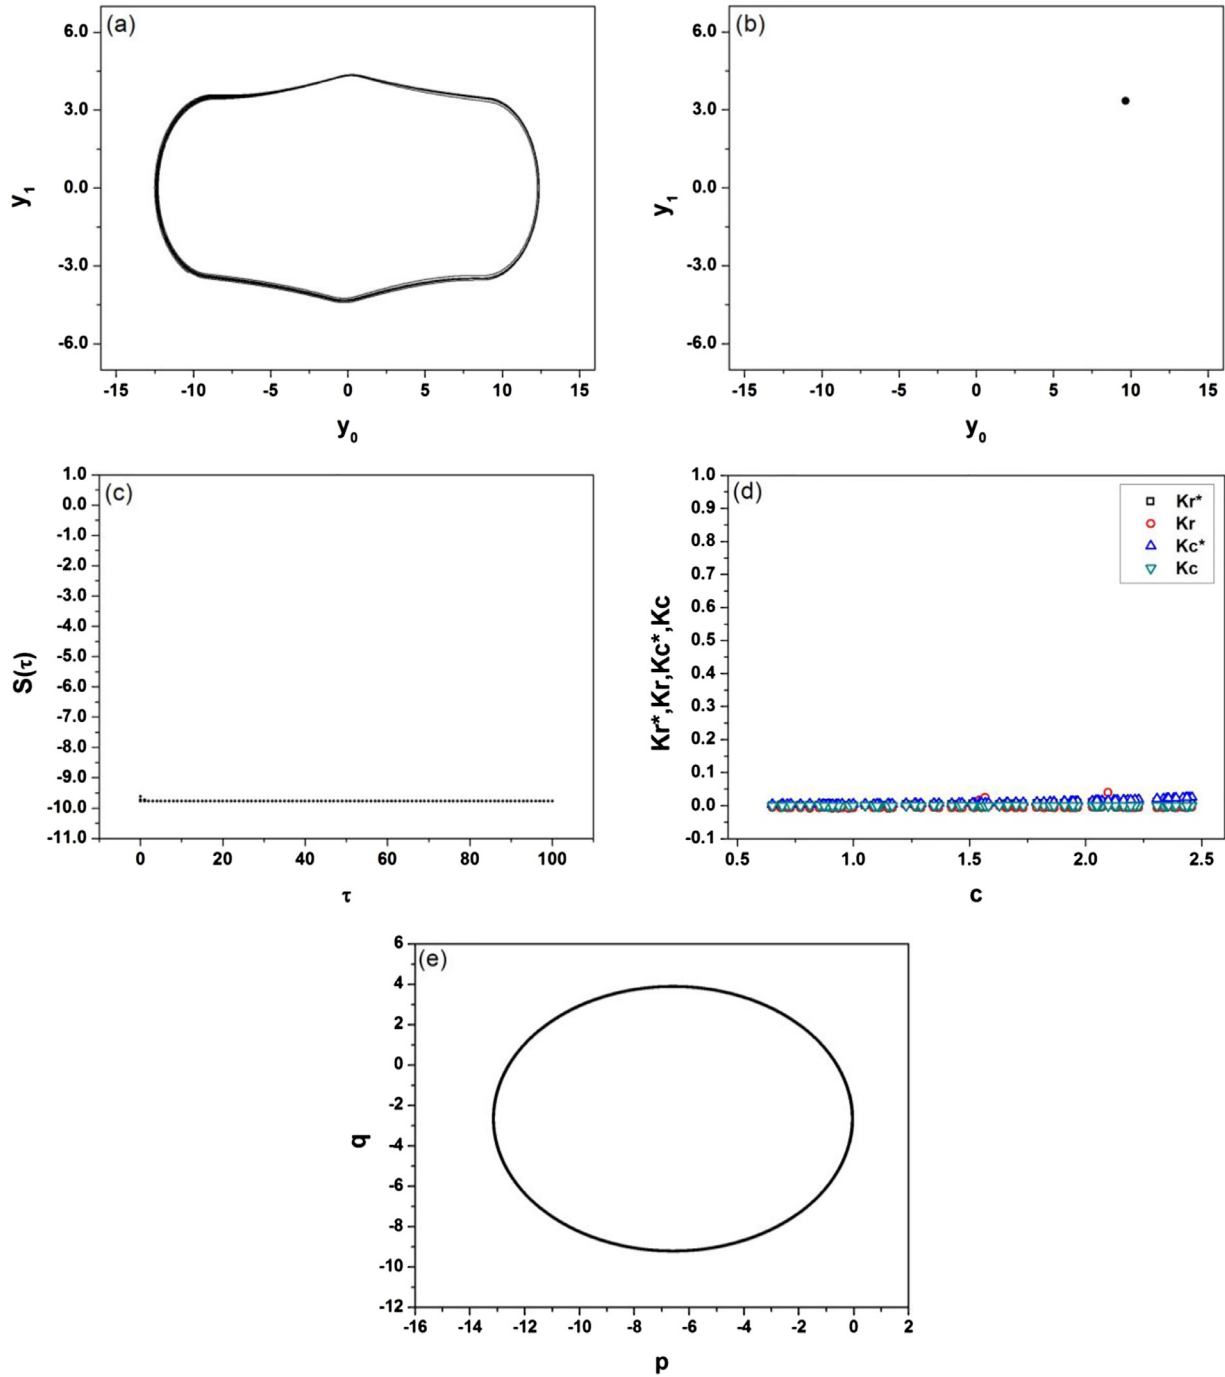 (a)
6.0
3.0
0.0
-3.0
-6.0
y1
-15 -10 -5 0 5 10 15
y0
(b)
6.0
3.0
0.0
-3.0
-6.0
y1
-15 -10 -5 0 5 10 15
y0
(c)
1.0
0.0
-1.0
-2.0
-3.0
-4.0
-5.0
-6.0
-7.0
-8.0
-9.0
-10.0
-11.0
S(τ)
0 20 40 60 80 100
τ
(d)
1.0
0.9
0.8
0.7
0.6
0.5
0.4
0.3
0.2
0.1
0.0
-0.1
Kr*,Kr,Kc*,Kc
Kr*
Kr
Kc*
Kc
0.5 1.0 1.5 2.0 2.5
c
(e)
6
4
2
0
-2
-4
-6
-8
-10
-12
q
-16 -14 -12 -10 -8 -6 -4 -2 0 2
p